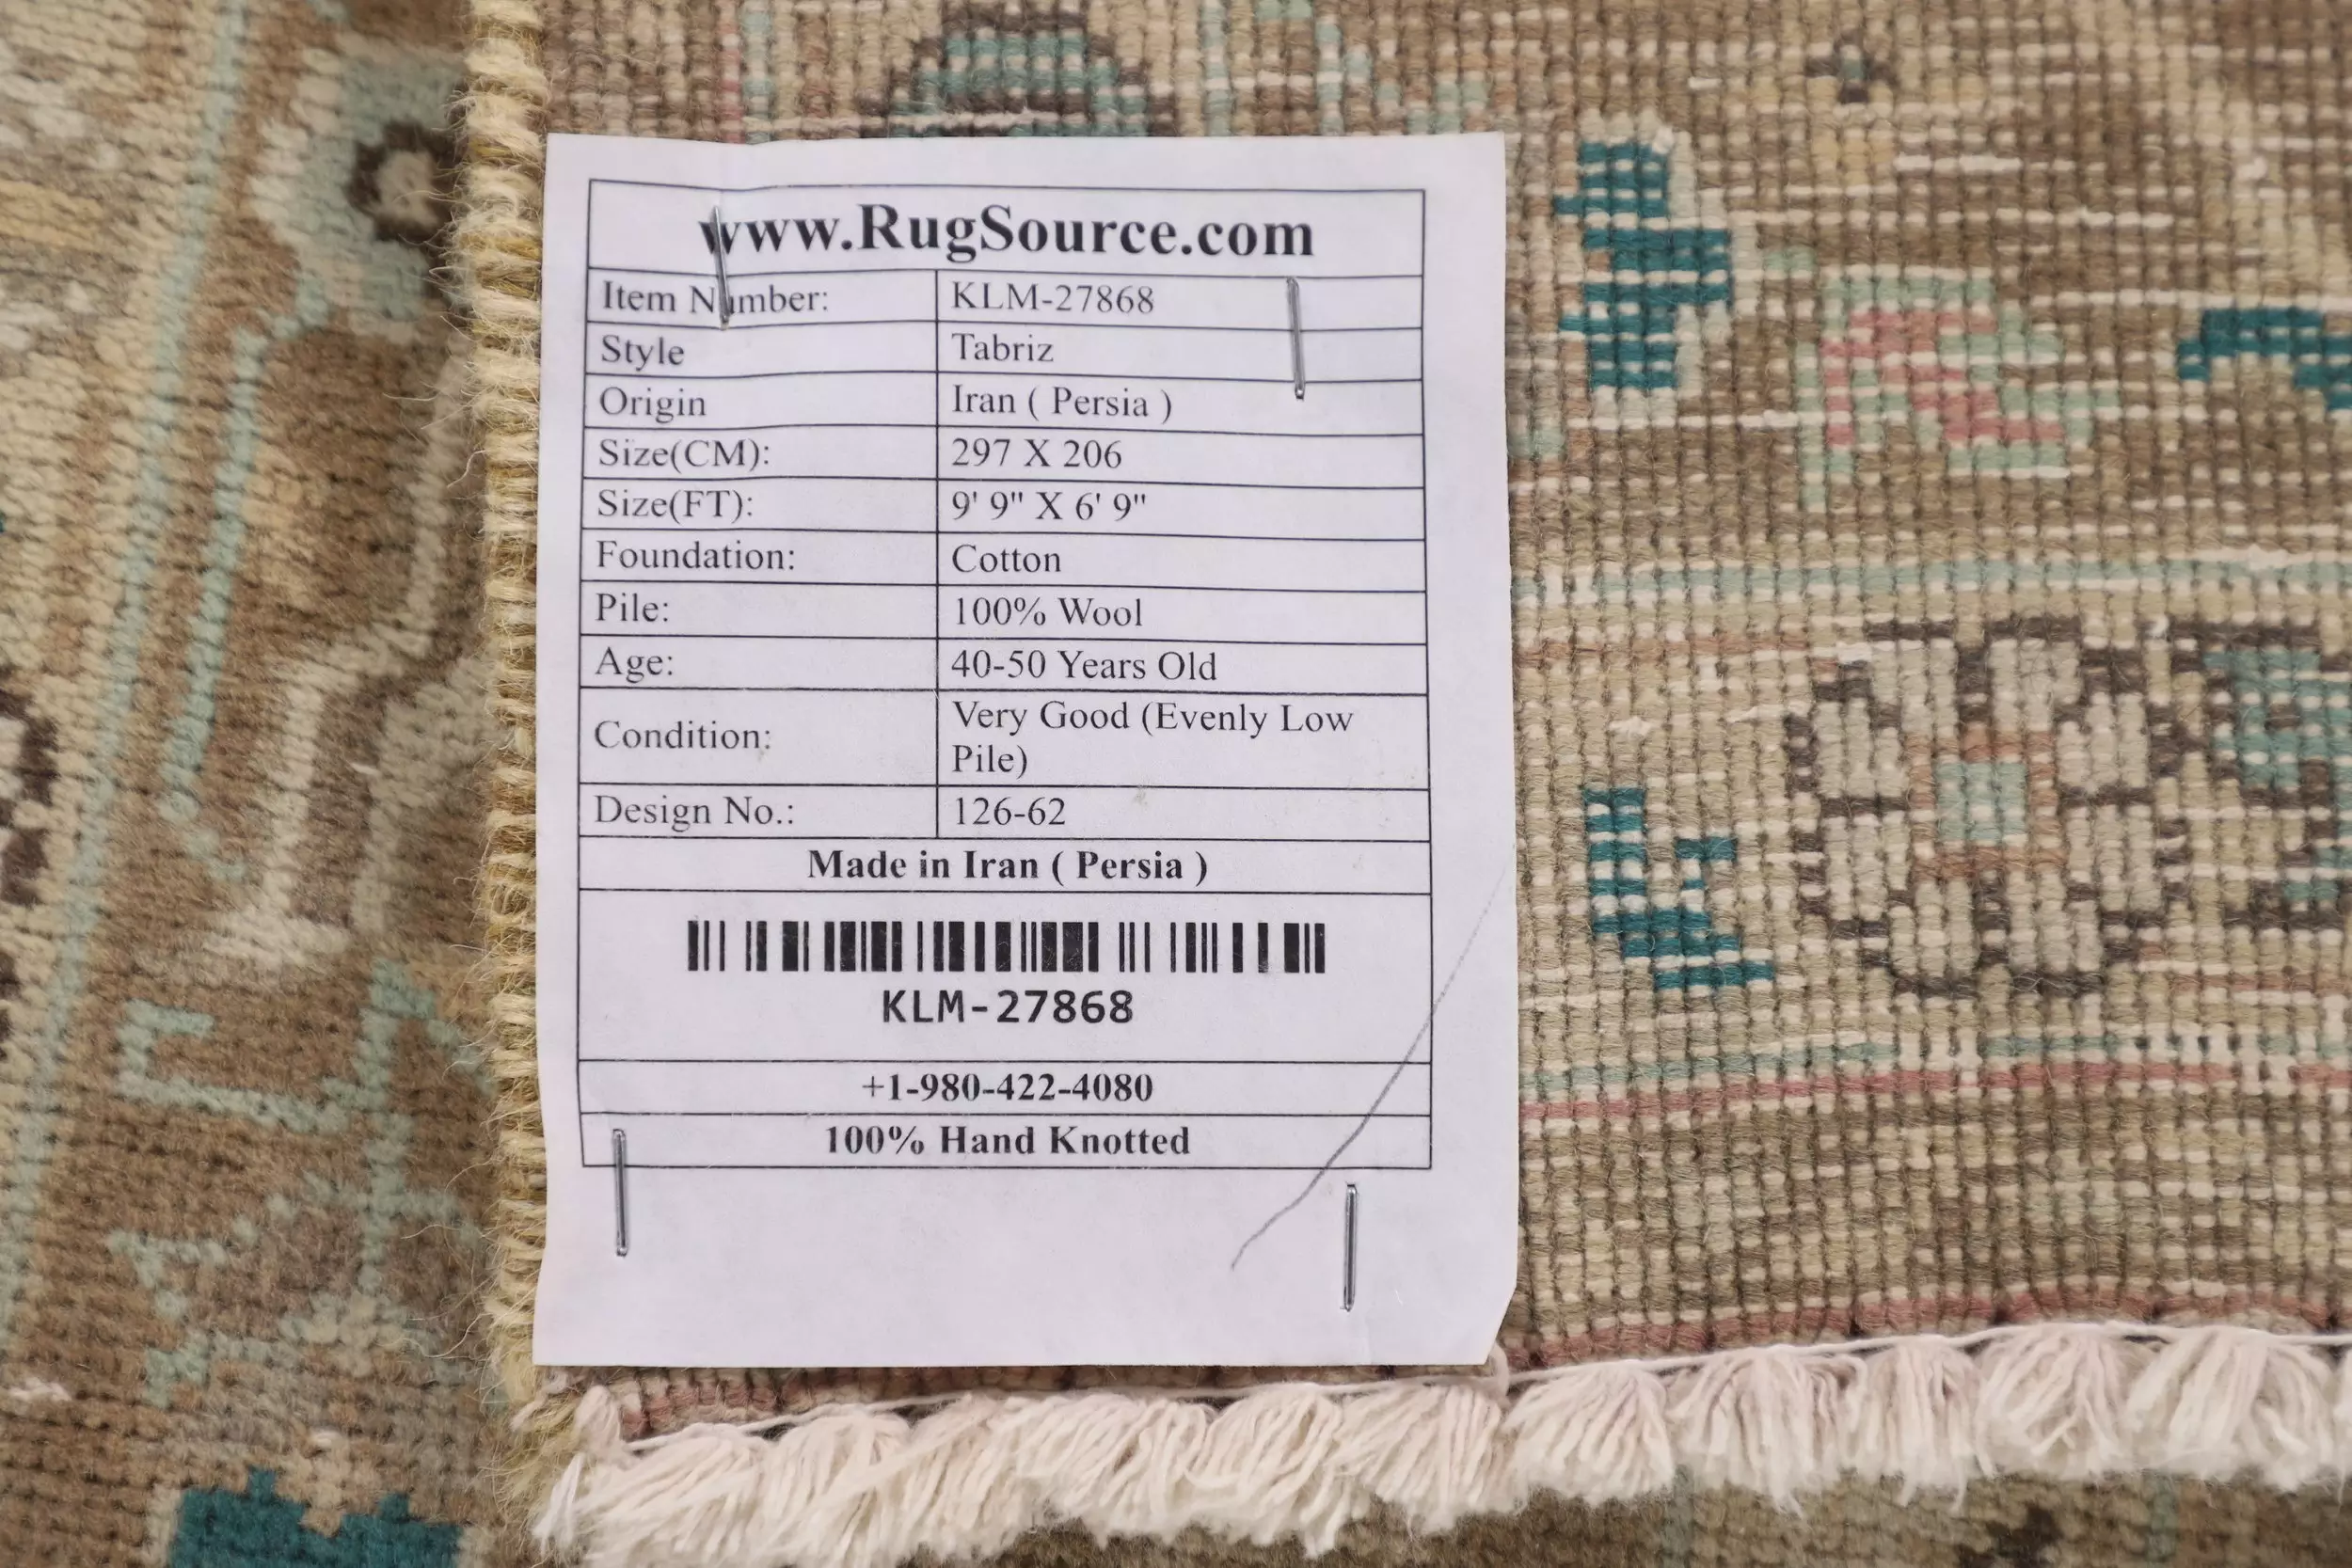 www.RugSource.com
Item Number: KLM-27868
Style Tabriz
Origin Iran ( Persia )
Size(CM): 297 X 206
Size(FT): 9' 9" X 6' 9"
Foundation: Cotton
Pile: 100% Wool
Age: 40-50 Years Old
Condition: Very Good (Evenly Low
Pile)
Design No.: 126-62
Made in Iran ( Persia )
KLM-27868
+1-980-422-4080
100% Hand Knotted